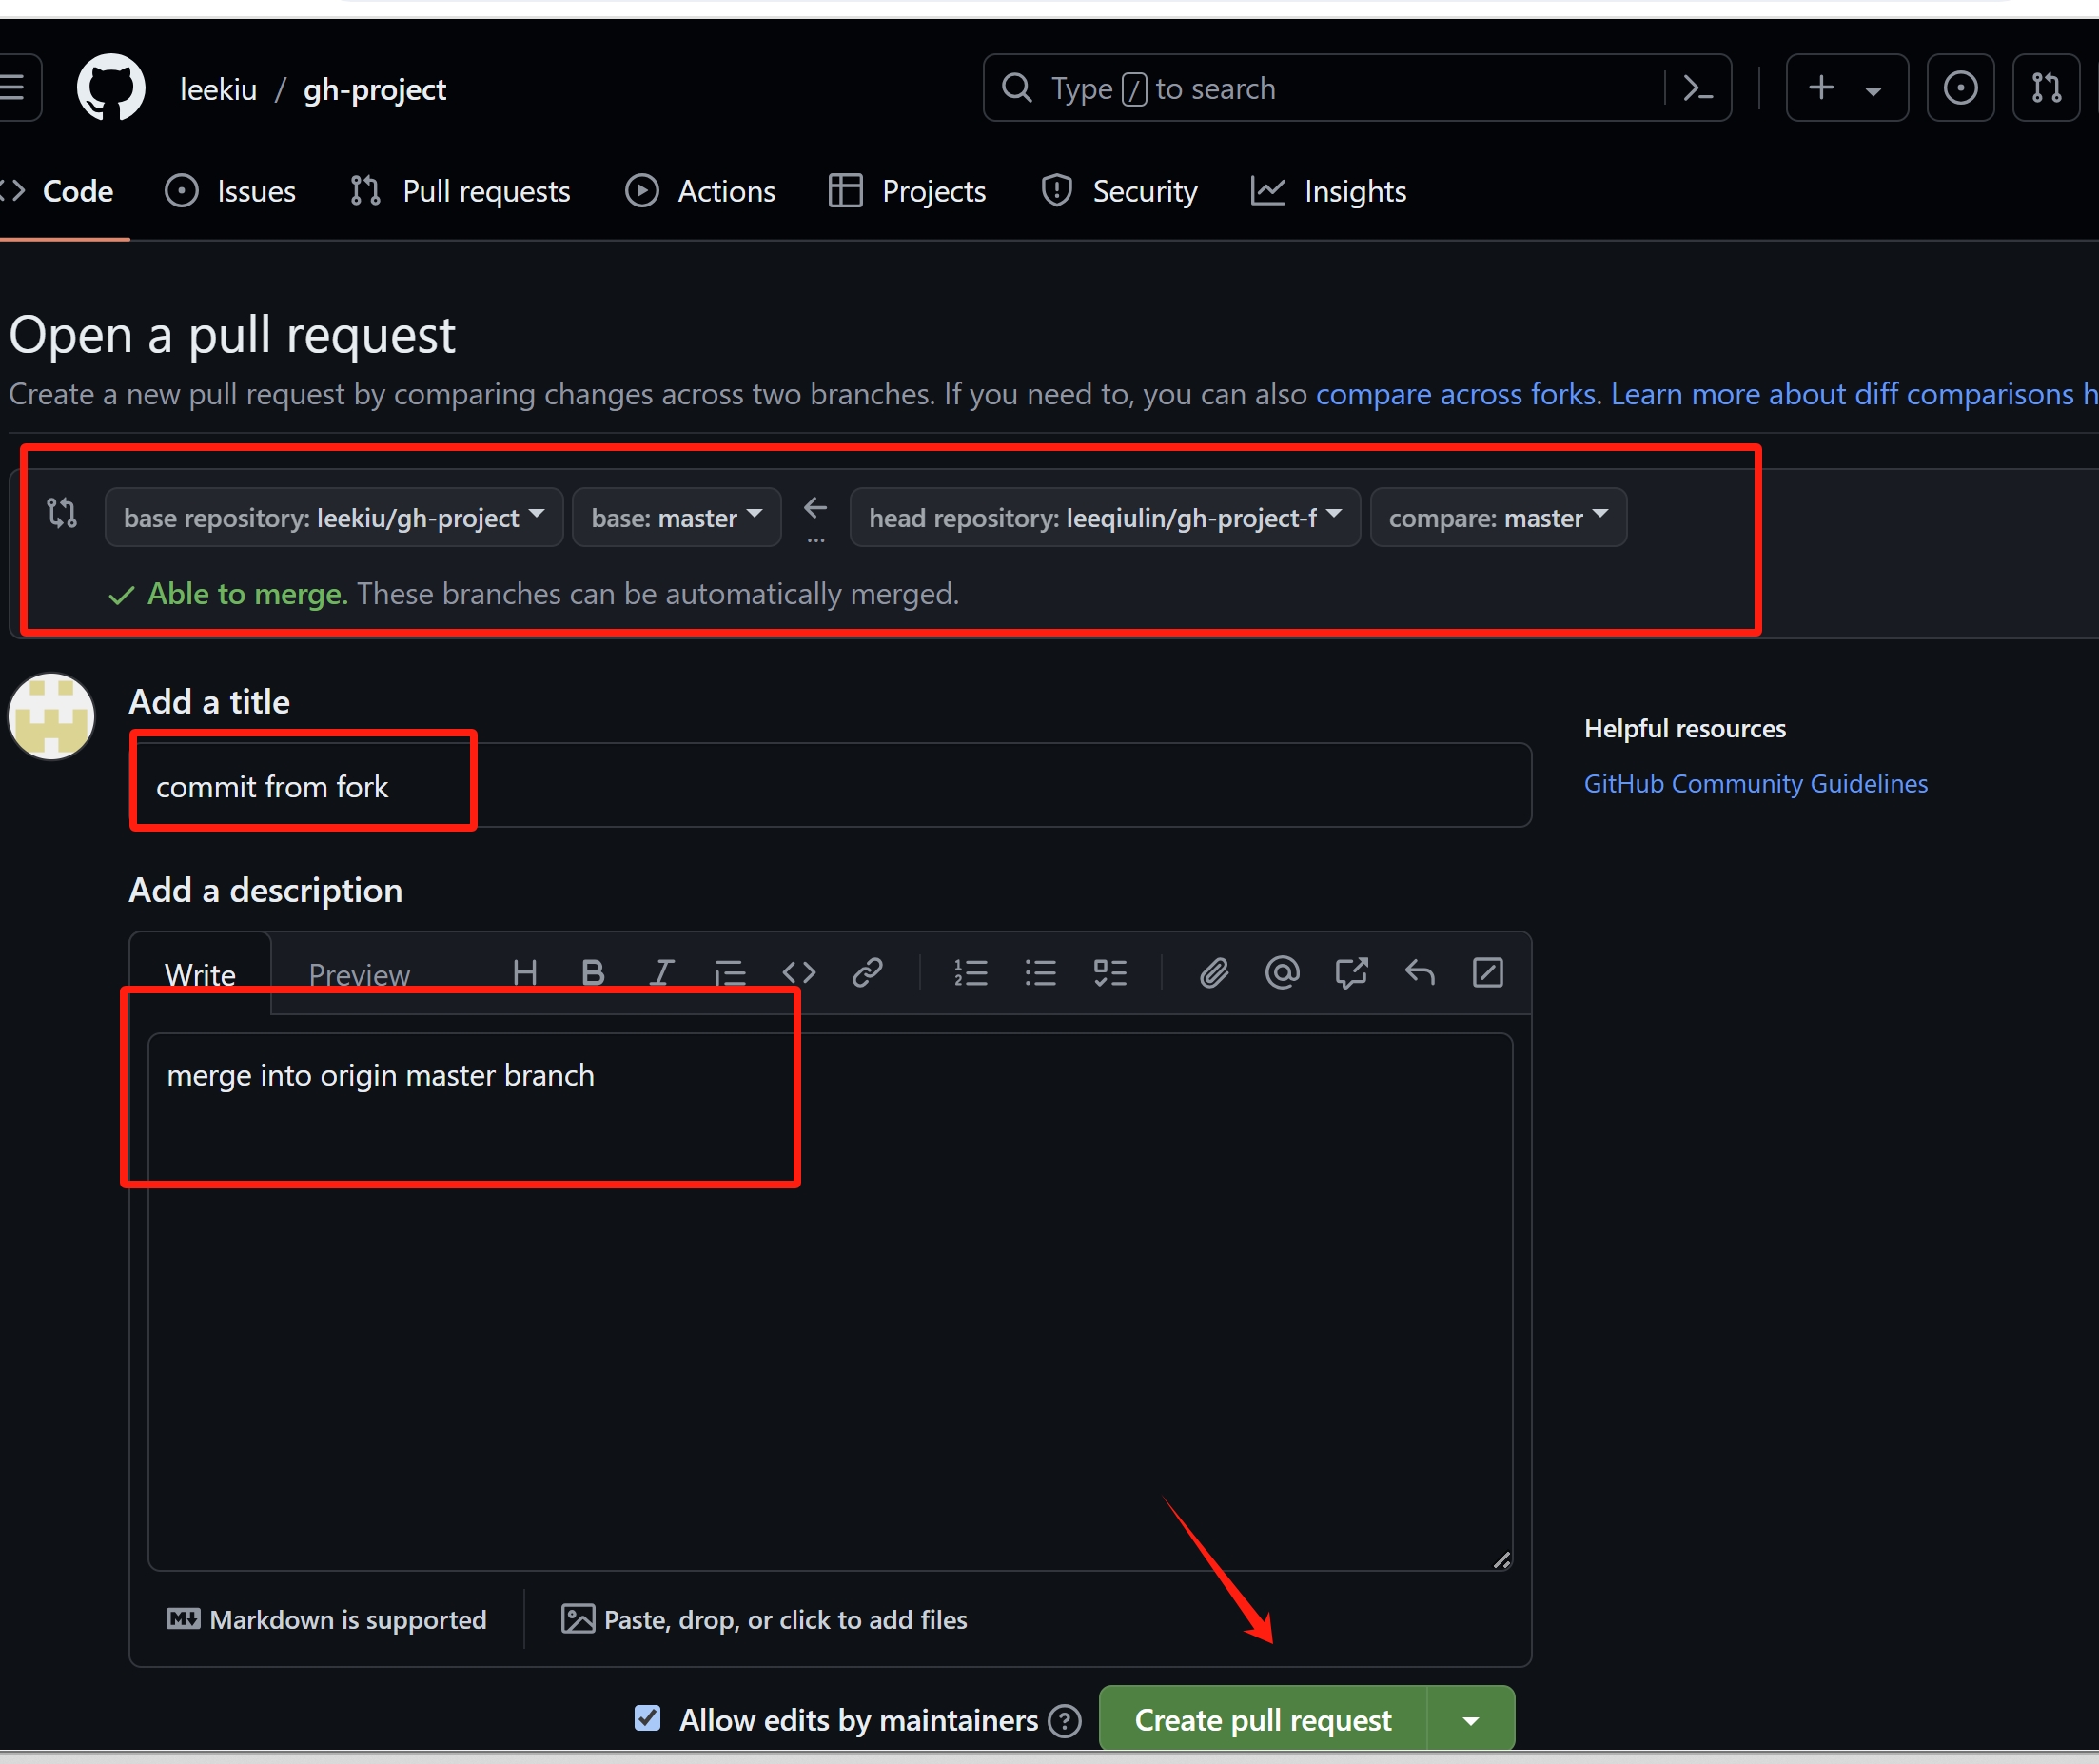 leekiu / gh-project
Type / to search
Code Issues Pull requests Actions Projects Security Insights
Open a pull request
Create a new pull request by comparing changes across two branches. If you need to, you can also compare across forks. Learn more about diff comparisons h
base repository: leekiu/gh-project base: master ← head repository: leeqiulin/gh-project-f compare: master
...
Able to merge. These branches can be automatically merged.
Add a title
Helpful resources
commit from fork
GitHub Community Guidelines
Add a description
Write Preview
merge into origin master branch
Markdown is supported Paste, drop, or click to add files
Allow edits by maintainers Create pull request